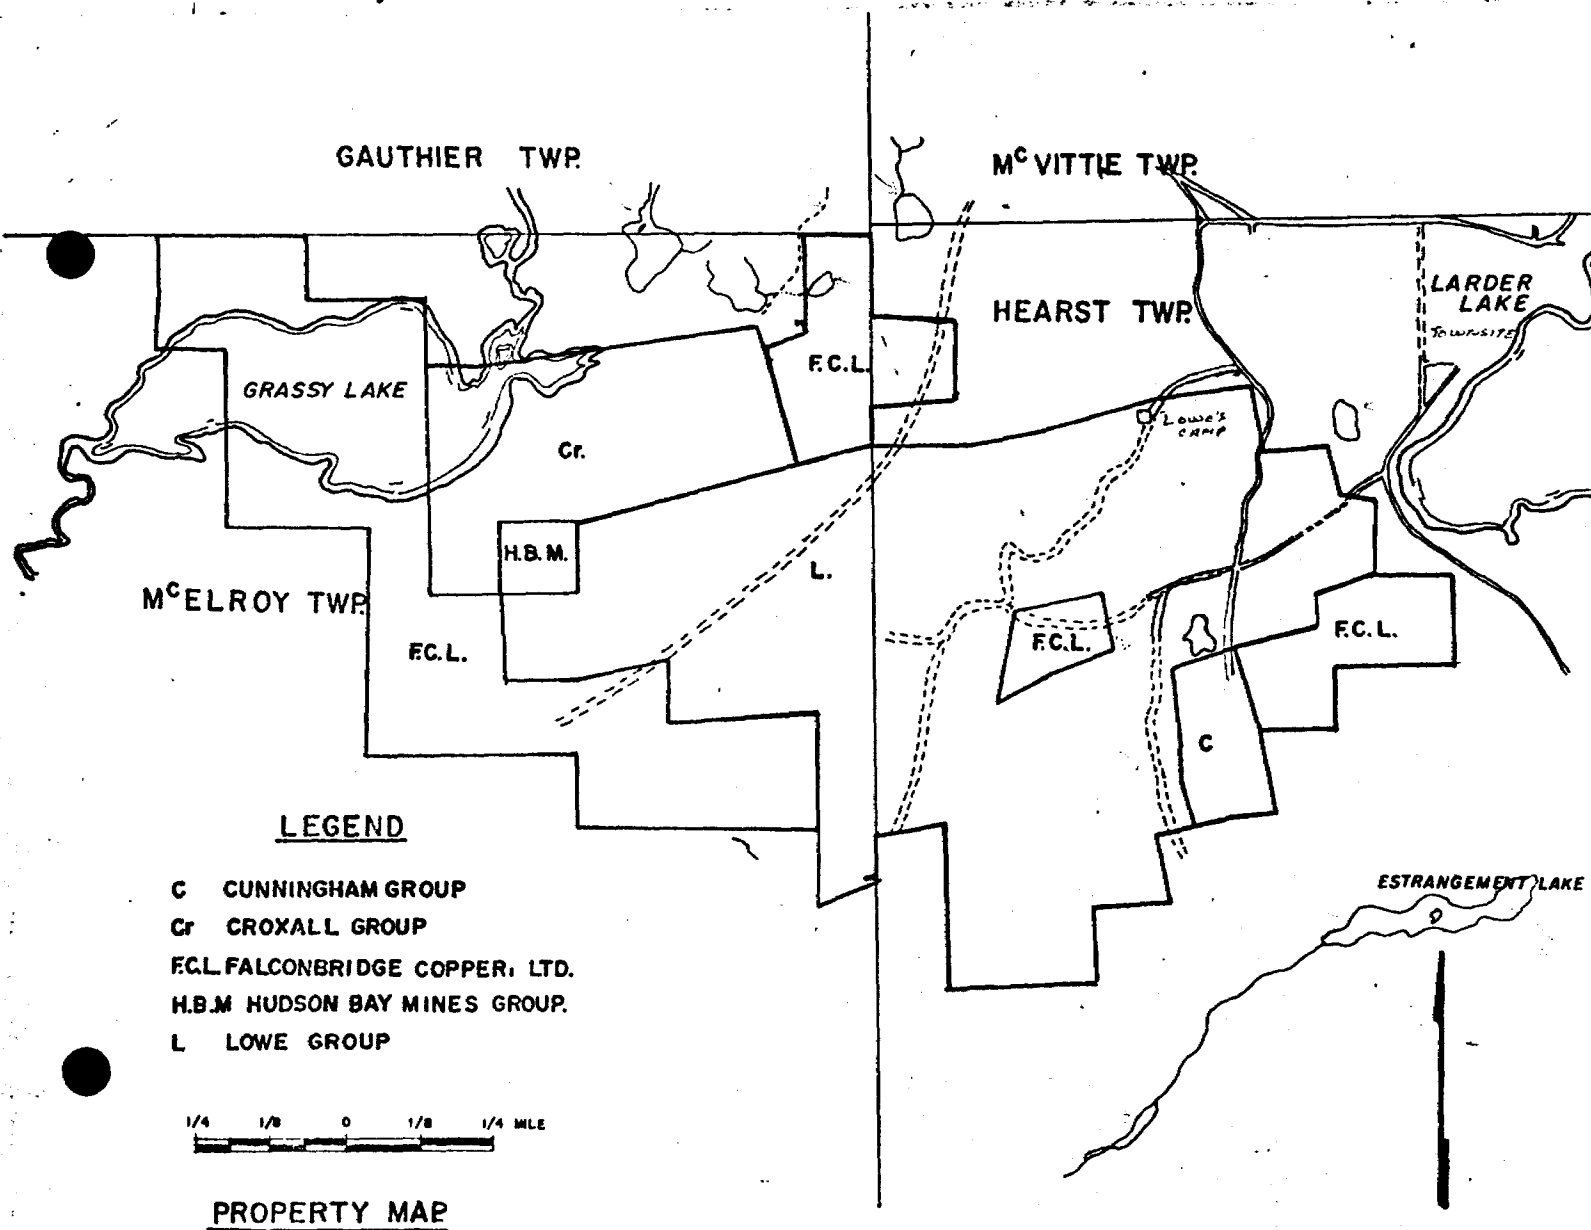 GAUTHIER TWP.
McVITTIE TWP.
HEARST TWP.
LARDER
LAKE
TOWNSITE
GRASSY LAKE
F.C.L.
LOWE'S
CAMP
Cr.
H.B.M.
L.
McELROY TWP.
F.C.L.
F.C.L.
F.C.L.
C
LEGEND
C CUNNINGHAM GROUP
Cr CROXALL GROUP
F.C.L. FALCONBRIDGE COPPER, LTD.
H.B.M HUDSON BAY MINES GROUP.
L LOWE GROUP
ESTRANGEMENT LAKE
1/4 1/8 0 1/8 1/4 MILE
PROPERTY MAP